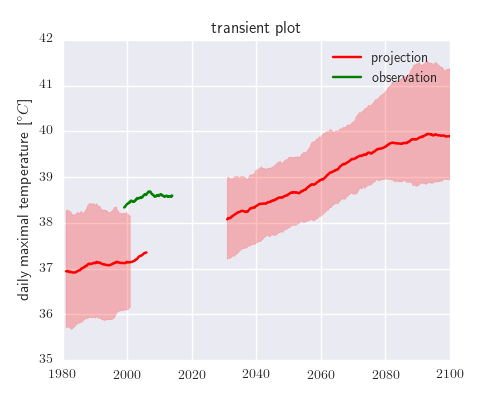 transient plot
projection
observation
daily maximal temperature [°C]
42
41
40
39
38
37
36
35
1980 2000 2020 2040 2060 2080 2100